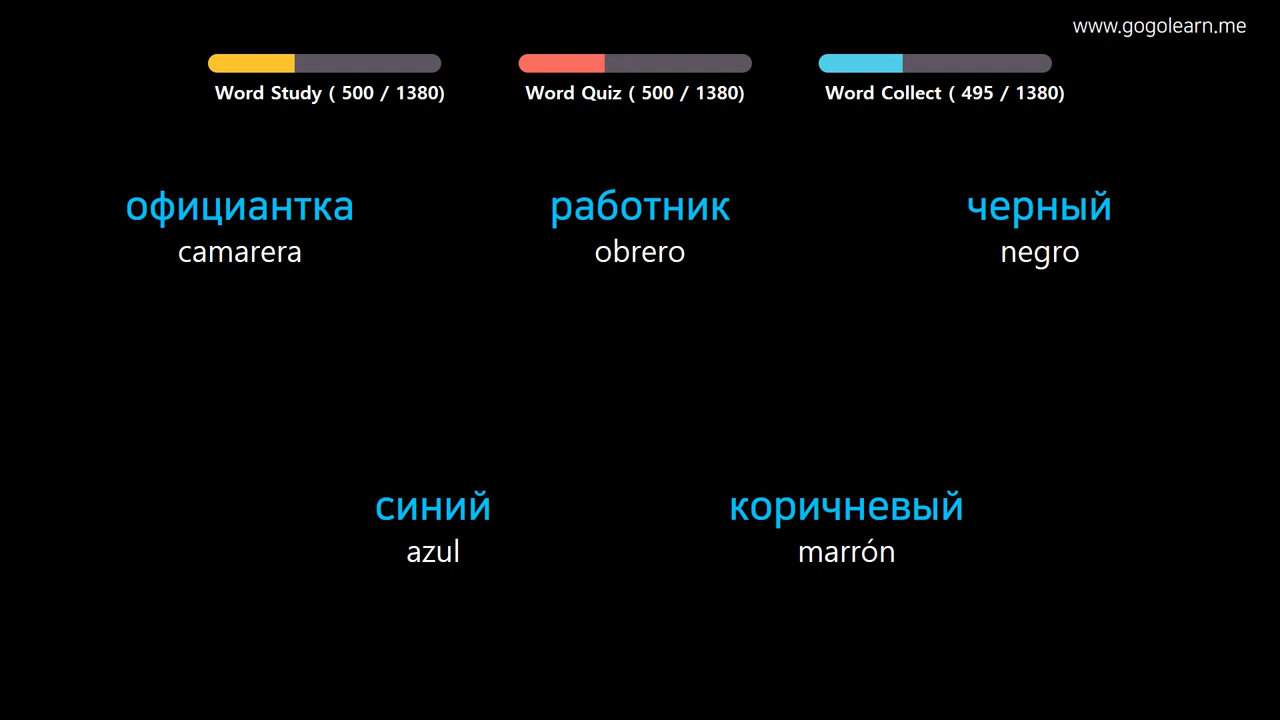 www.gogolearn.me
Word Study ( 500 / 1380)
Word Quiz ( 500 / 1380)
Word Collect ( 495 / 1380)
официантка
camarera
работник
obrero
черный
negro
синий
azul
коричневый
marrón